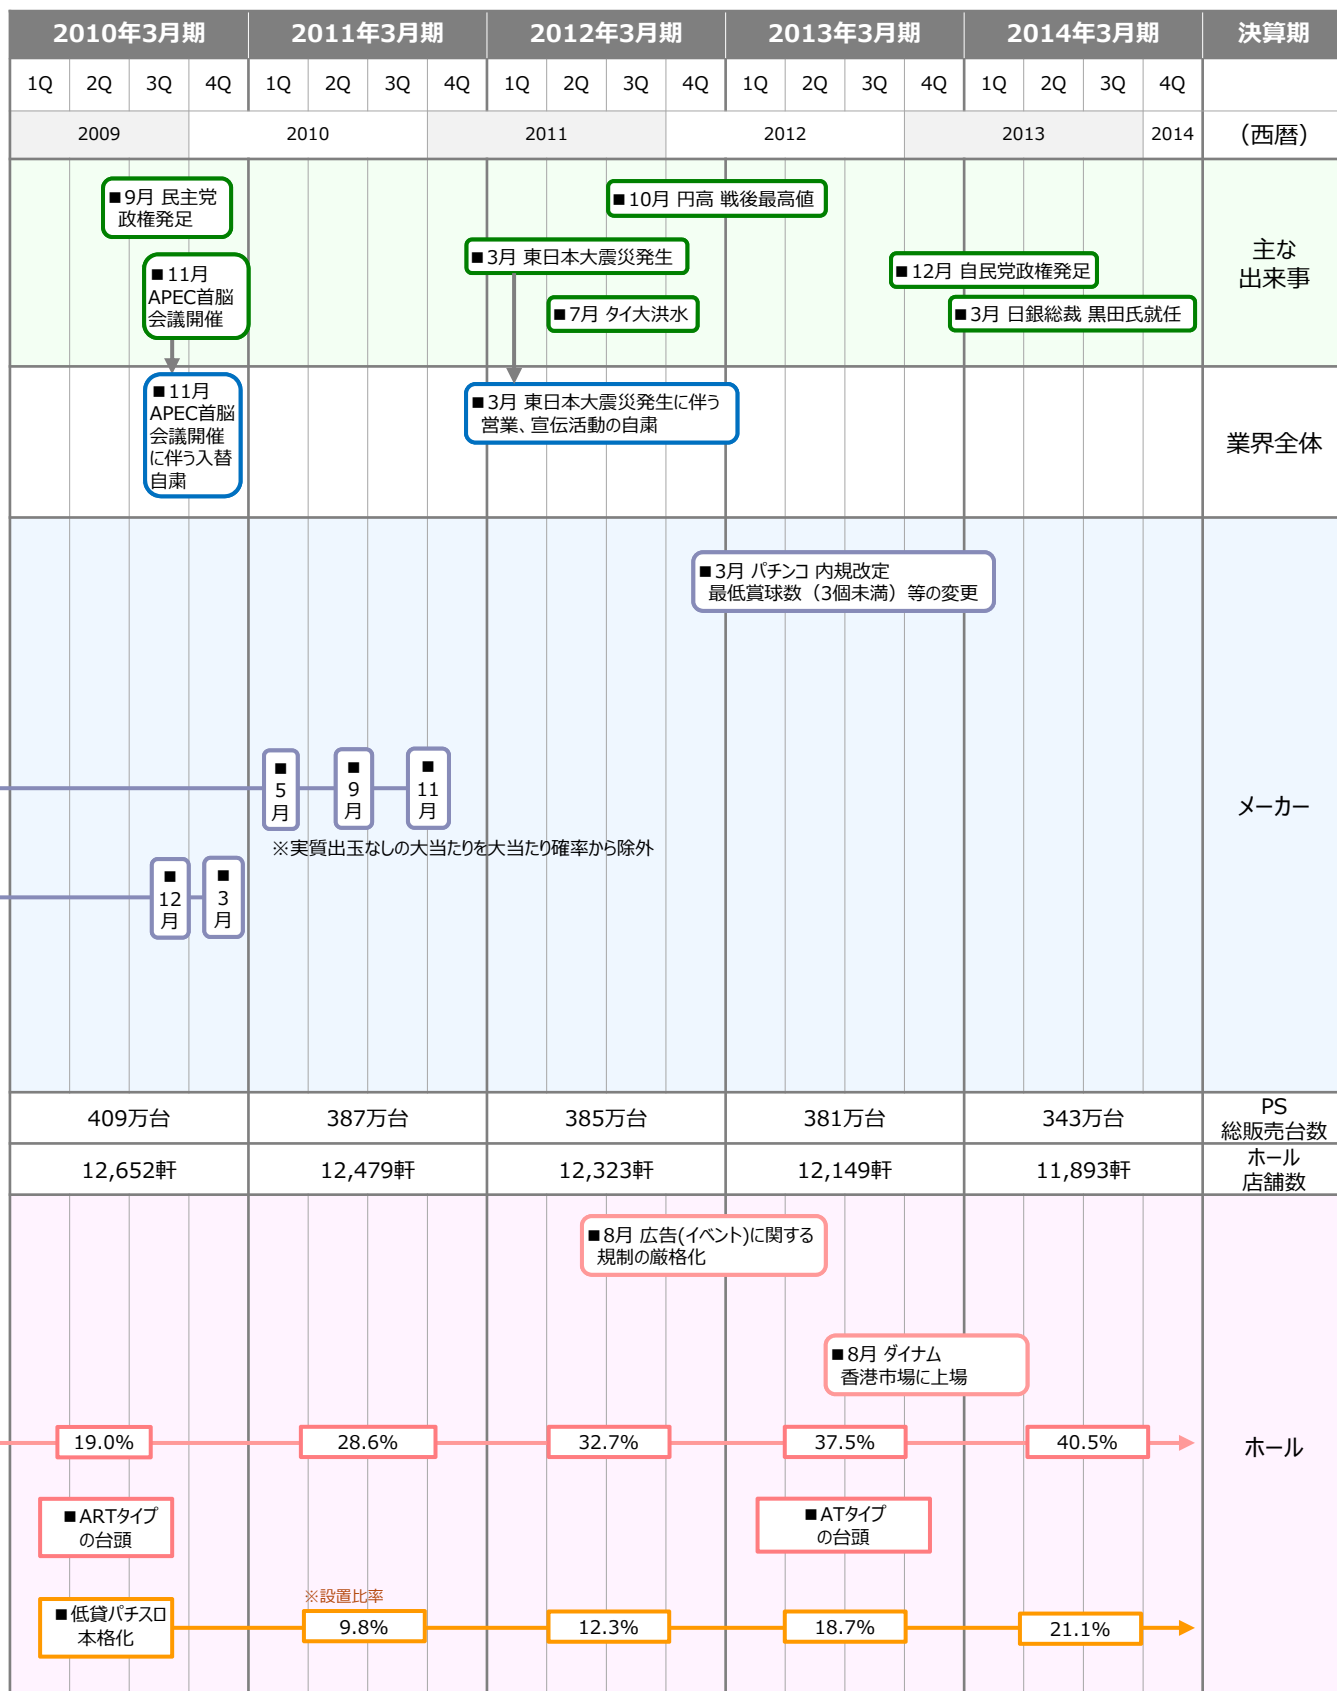 2010年3月期 2011年3月期 2012年3月期 2013年3月期 2014年3月期 決算期
1Q 2Q 3Q 4Q 1Q 2Q 3Q 4Q 1Q 2Q 3Q 4Q 1Q 2Q 3Q 4Q 1Q 2Q 3Q 4Q
2009 2010 2011 2012 2013 2014 (西暦)
■9月 民主党
政権発足
■10月 円高 戦後最高値
■11月
APEC首脳
会議開催
■3月 東日本大震災発生
■7月 タイ大洪水
■12月 自民党政権発足
■3月 日銀総裁 黒田氏就任
主な
出来事
■11月
APEC首脳
会議開催
に伴う入替
自粛
■3月 東日本大震災発生に伴う
営業、宣伝活動の自粛
業界全体
■3月 パチンコ 内規改定
最低賞球数（3個未満）等の変更
■
5
月
■
9
月
■
11
月
※実質出玉なしの大当たりを大当たり確率から除外
■
12
月
■
3
月
メーカー
409万台 387万台 385万台 381万台 343万台
PS
総販売台数
12,652軒 12,479軒 12,323軒 12,149軒 11,893軒
ホール
店舗数
■8月 広告(イベント)に関する
規制の厳格化
■8月 ダイナム
香港市場に上場
19.0% 28.6% 32.7% 37.5% 40.5%
ホール
■ARTタイプ
の台頭
■ATタイプ
の台頭
※設置比率
■低貸パチスロ
本格化
9.8% 12.3% 18.7% 21.1%